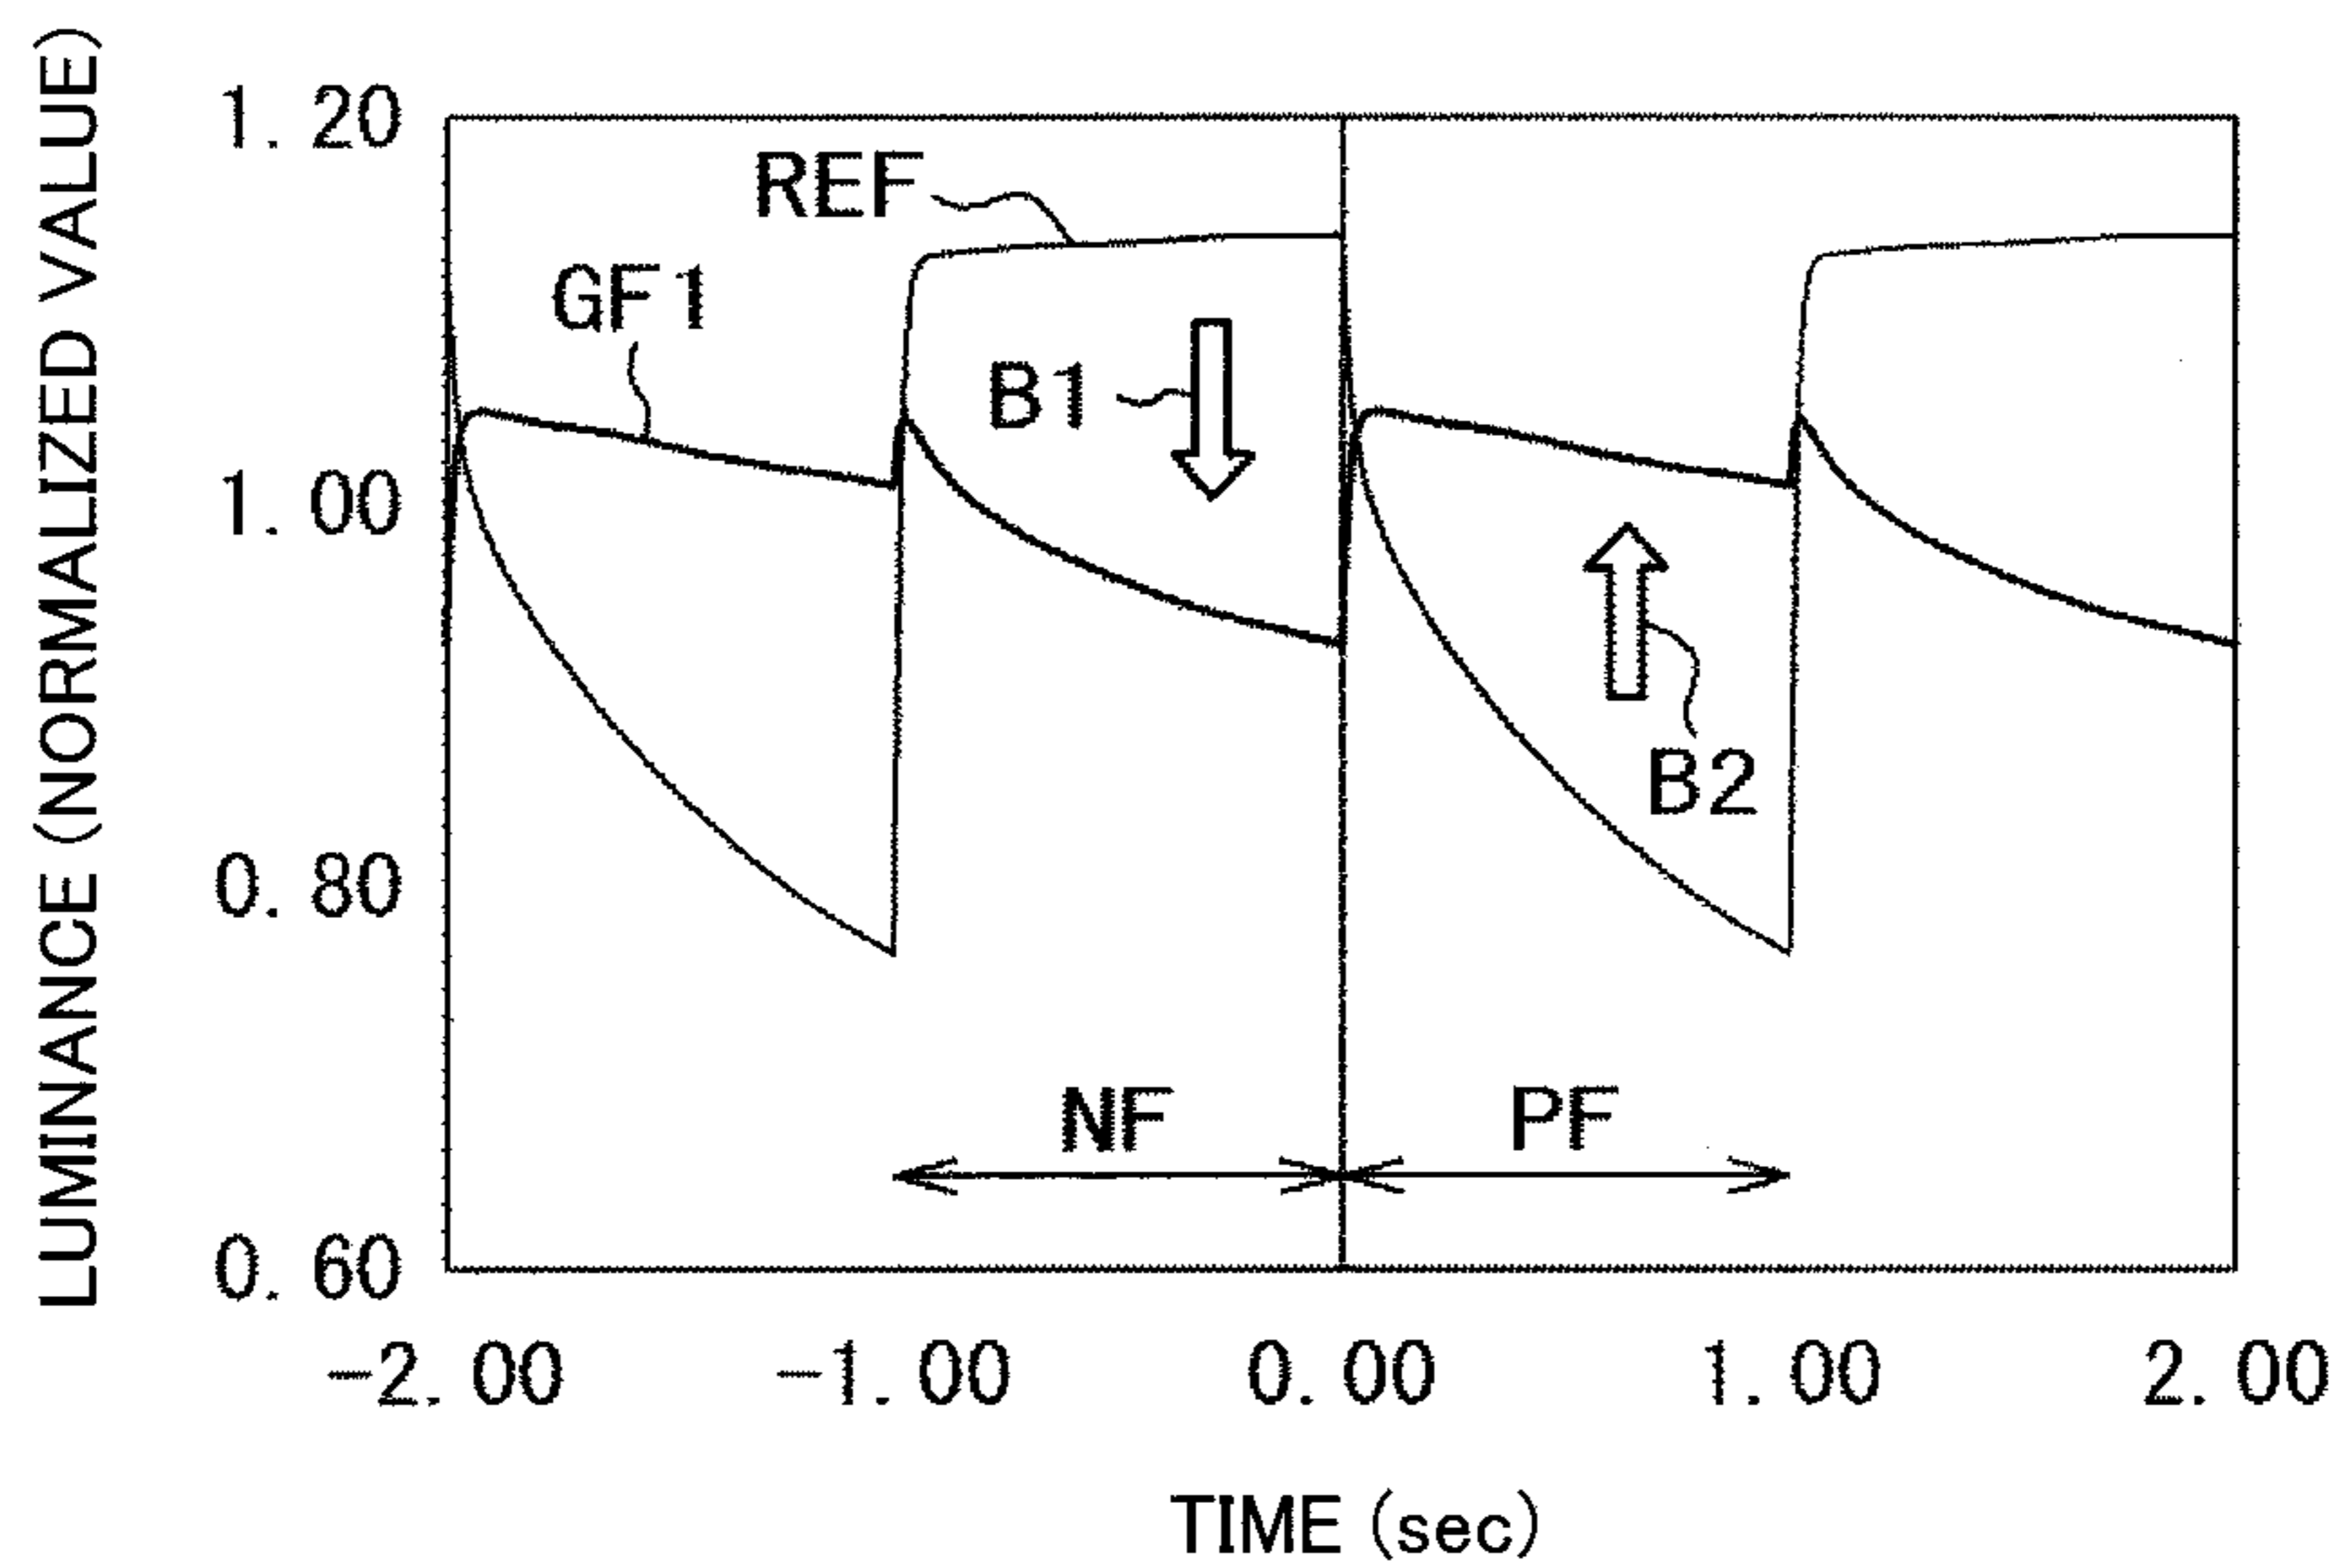 LUMINANCE (NORMALIZED VALUE)
1.20
1.00
0.80
0.60
REF
GF1
B1
B2
NF
PF
-2.00
-1.00
0.00
1.00
2.00
TIME (sec)